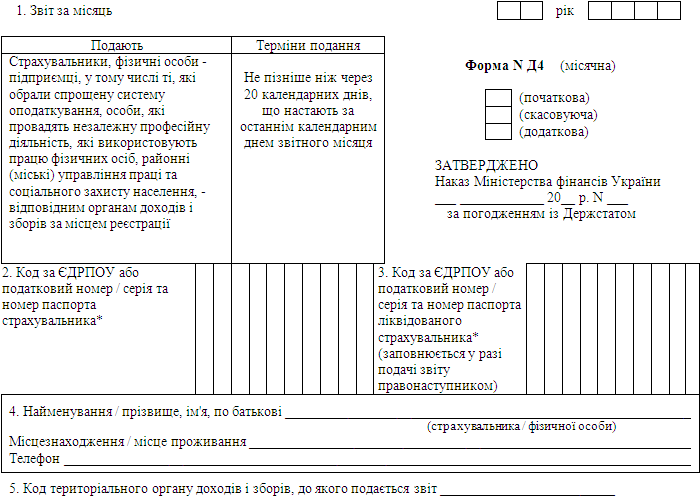 1. Звіт за місяць рік
Подають
Страхувальники, фізичні особи -
підприємці, у тому числі ті, які
обрали спрощену систему
оподаткування, особи, які
провадять незалежну професійну
діяльність, які використовують
працю фізичних осіб, районні
(міські) управління праці та
соціального захисту населення, -
відповідним органам доходів і
зборів за місцем реєстрації
Терміни подання
Не пізніше ніж через
20 календарних днів,
що настають за
останнім календарним
днем звітного місяця
Форма N Д4 (місячна)
(початкова)
(скасовуюча)
(додаткова)
ЗАТВЕРДЖЕНО
Наказ Міністерства фінансів України
___ ____________ 20__ р. N ___
за погодженням із Держстатом
2. Код за ЄДРПОУ або
податковий номер / серія та
номер паспорта
страхувальника*
3. Код за ЄДРПОУ або
податковий номер /
серія та номер паспорта
ліквідованого
страхувальника*
(заповнюється у разі
подачі звіту
правонаступником)
4. Найменування / прізвище, ім'я, по батькові ____________________
(страхувальника / фізичної особи)
Місцезнаходження / місце проживання ____________________
Телефон ____________________
5. Код територіального органу доходів і зборів, до якого подається звіт ____________________